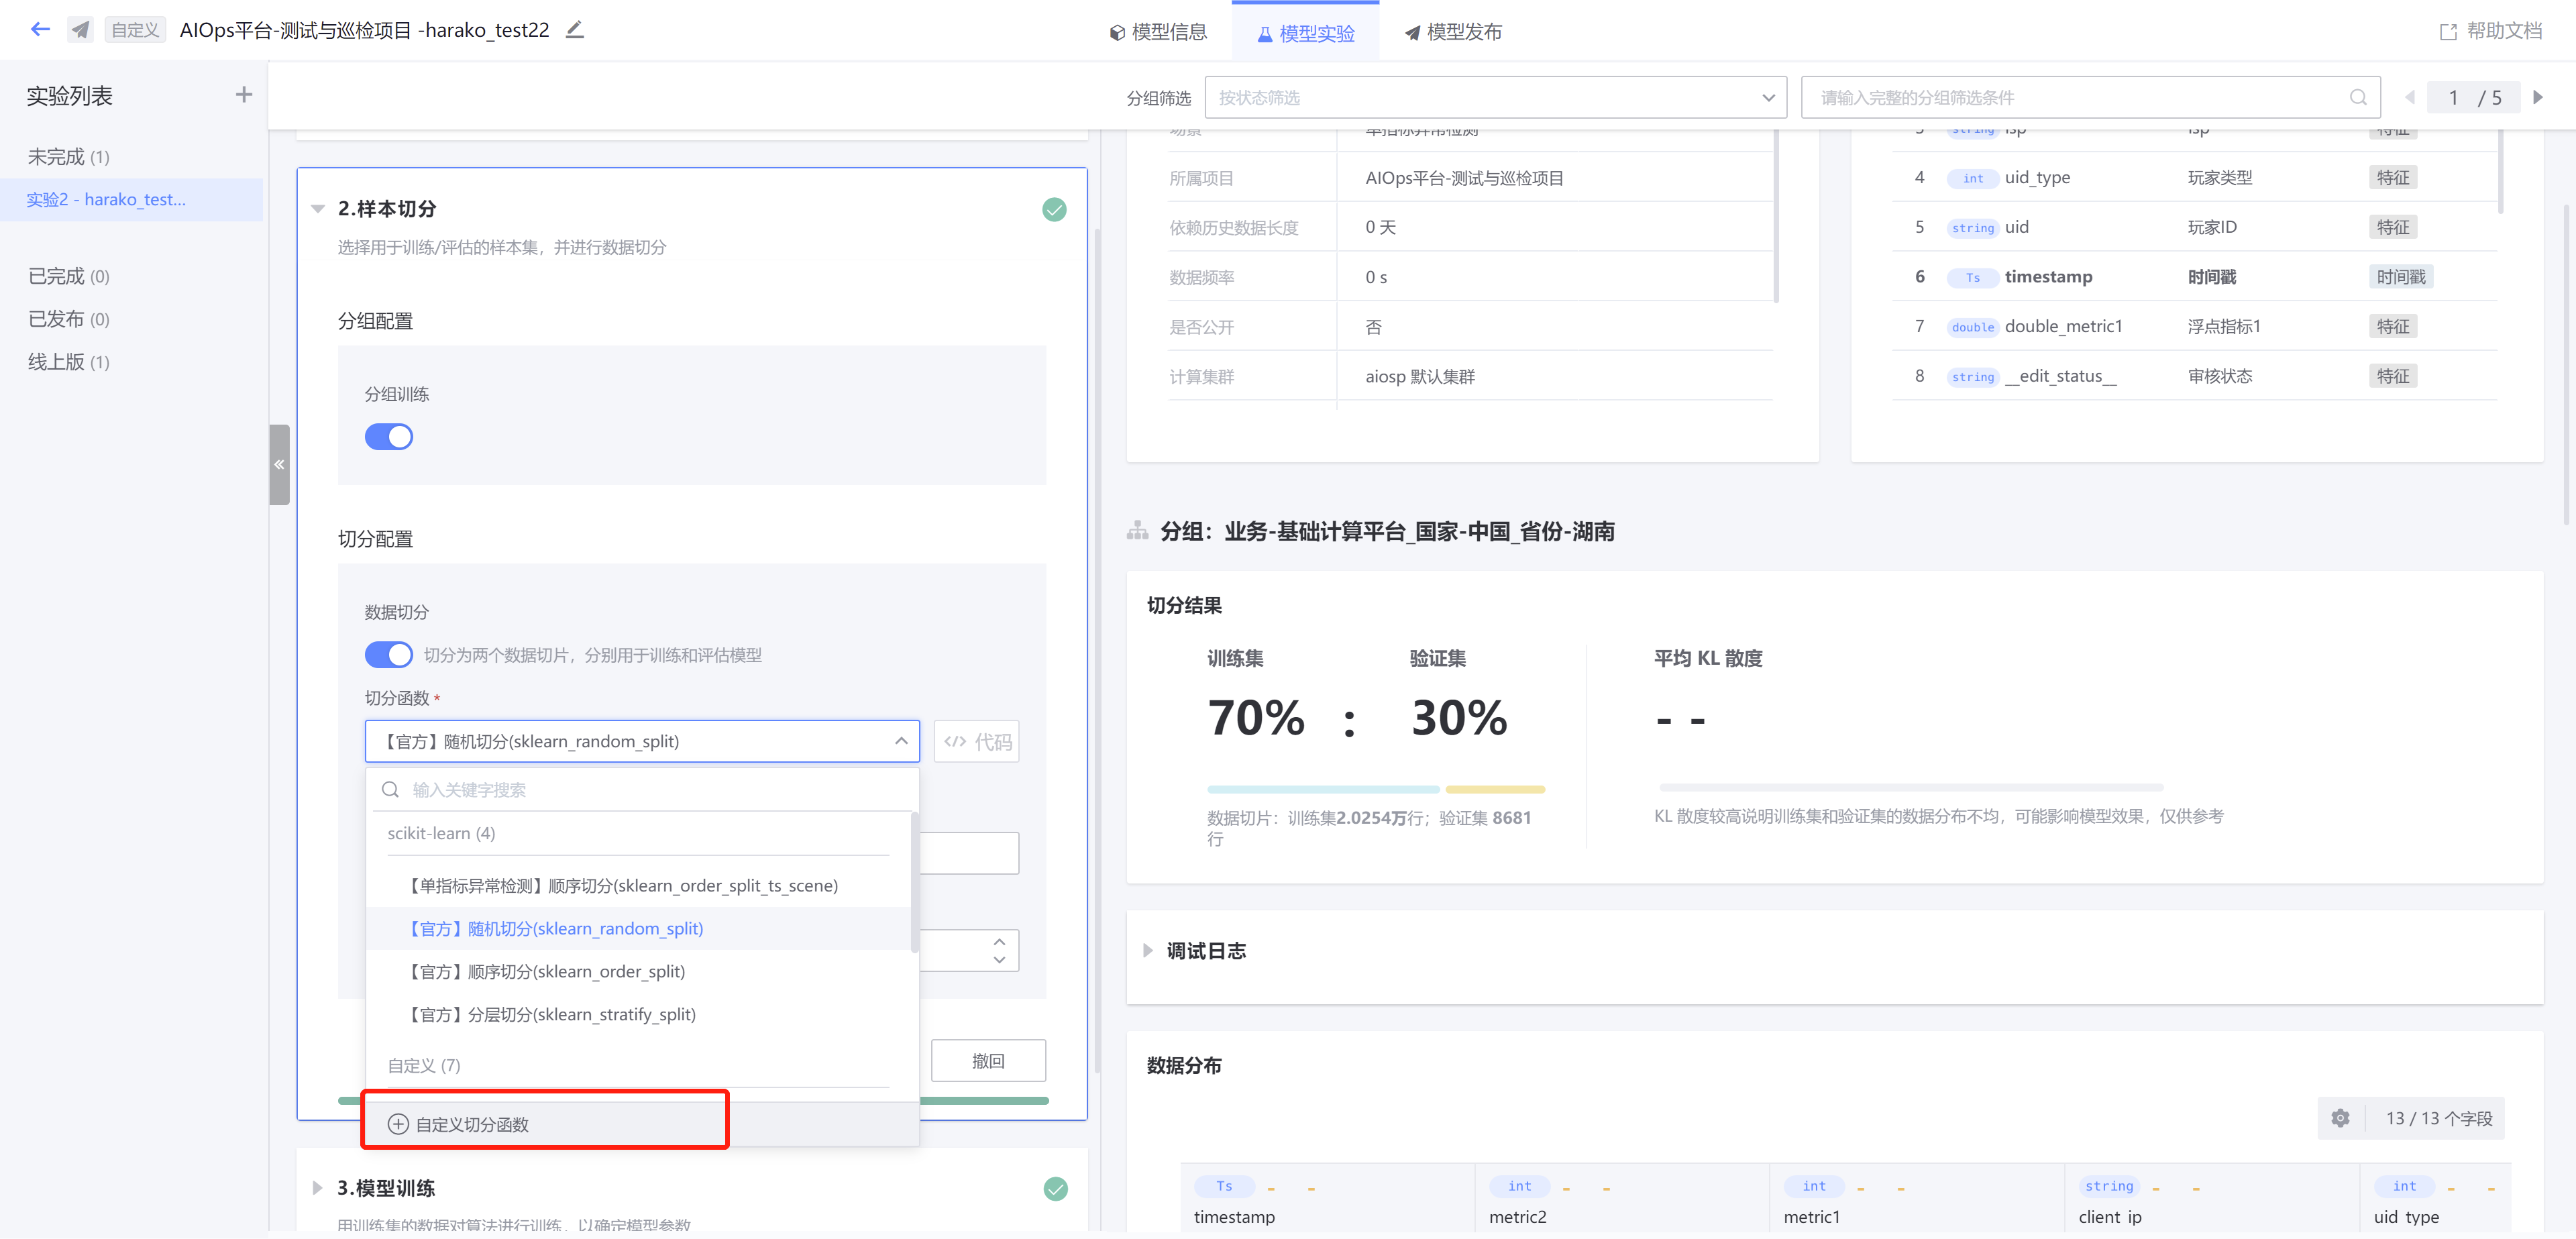 自定义 AIOps平台-测试与巡检项目 -harako_test22
模型信息
模型实验
模型发布
帮助文档
实验列表
未完成 (1)
实验2 - harako_test...
已完成 (0)
已发布 (0)
线上版 (1)
分组筛选
按状态筛选
请输入完整的分组筛选条件
1 / 5
2.样本切分
选择用于训练/评估的样本集，并进行数据切分
分组配置
分组训练
切分配置
数据切分
切分为两个数据切片，分别用于训练和评估模型
切分函数 *
【官方】随机切分(sklearn_random_split)
</> 代码
输入关键字搜索
scikit-learn (4)
【单指标异常检测】顺序切分(sklearn_order_split_ts_scene)
【官方】随机切分(sklearn_random_split)
【官方】顺序切分(sklearn_order_split)
【官方】分层切分(sklearn_stratify_split)
自定义 (7)
撤回
自定义切分函数
3.模型训练
用训练集的数据对算法进行训练，以确定模型参数
场景 单指标异常检测
所属项目 AIOps平台-测试与巡检项目
依赖历史数据长度 0 天
数据频率 0 s
是否公开 否
计算集群 aiosp 默认集群
string isp isp 特征
4 int uid_type 玩家类型 特征
5 string uid 玩家ID 特征
6 Ts timestamp 时间戳 时间戳
7 double double_metric1 浮点指标1 特征
8 string __edit_status__ 审核状态 特征
分组：业务-基础计算平台_国家-中国_省份-湖南
切分结果
训练集 验证集
70% : 30%
数据切片：训练集2.0254万行；验证集 8681
行
平均 KL 散度
- -
KL 散度较高说明训练集和验证集的数据分布不均，可能影响模型效果，仅供参考
调试日志
数据分布
13 / 13 个字段
Ts - -
timestamp
int - -
metric2
int - -
metric1
string - -
client_ip
int - -
uid_type